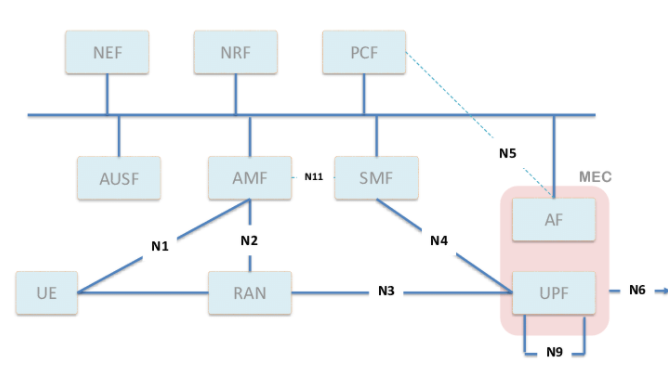 NEF
NRF
PCF
N5
MEC
AUSF
AMF
N11
SMF
AF
N1
N2
N4
UE
RAN
N3
UPF
N6
N9